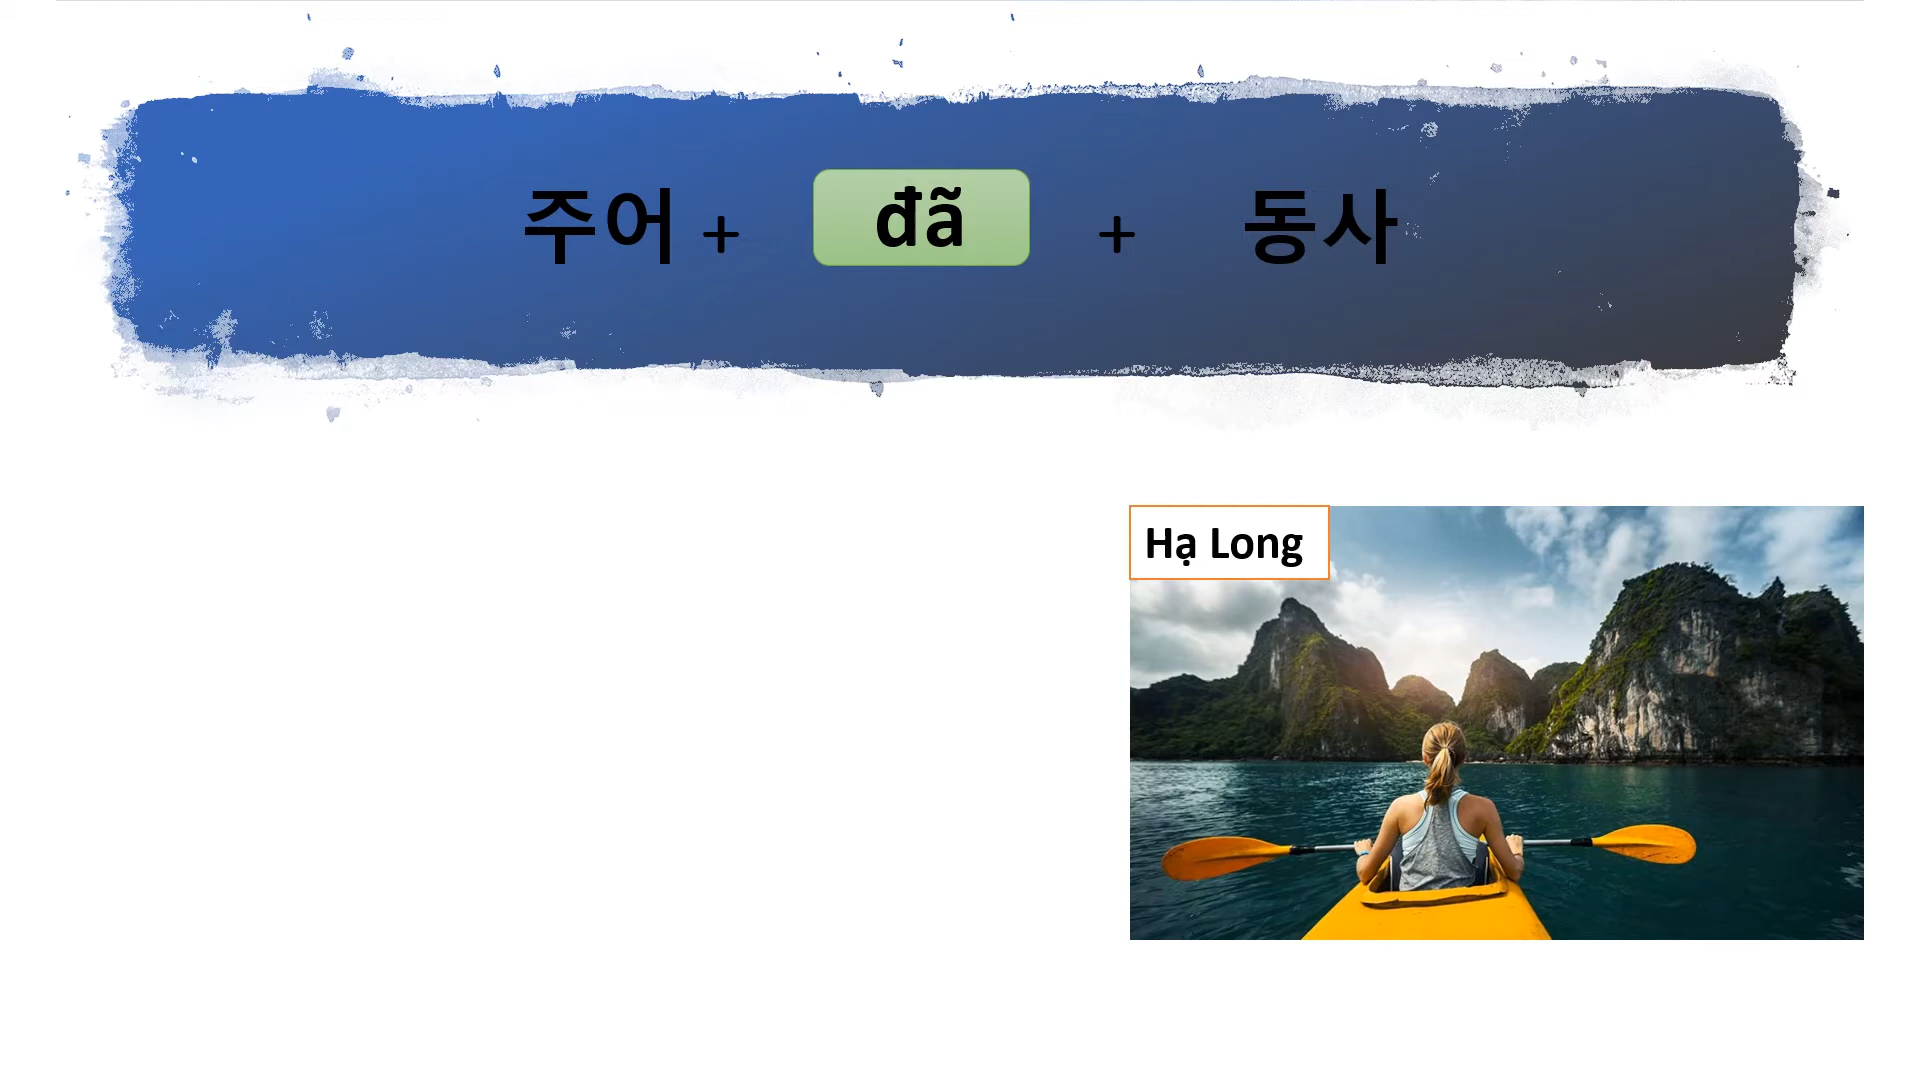 주어 + đã + 동사
Hạ Long